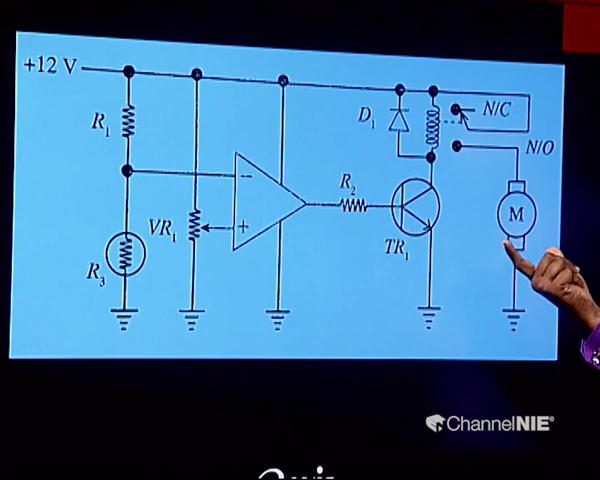 +12 V
R₁
D₁
N/C
N/O
R₂
−
+
VR₁
M
R₃
TR₁
ChannelNIE®